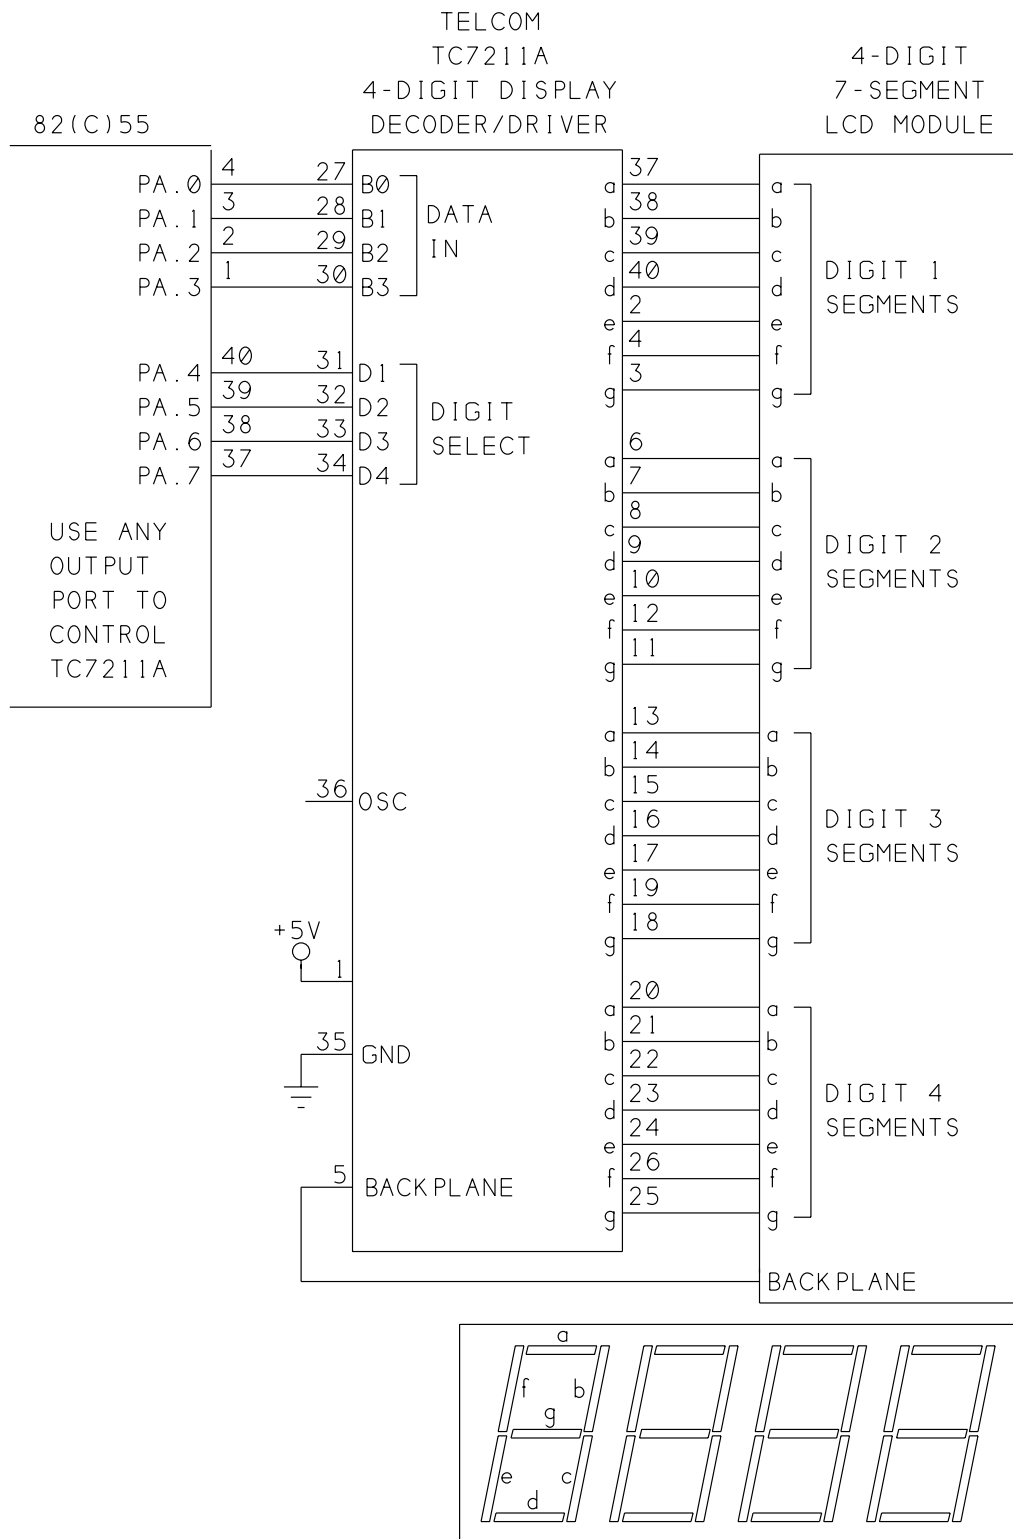 TELCOM
TC7211A
4-DIGIT DISPLAY
DECODER/DRIVER
4-DIGIT
7-SEGMENT
LCD MODULE
82(C)55
PA.0 4 27 B0
PA.1 3 28 B1
PA.2 2 29 B2
PA.3 1 30 B3
DATA
IN
PA.4 40 31 D1
PA.5 39 32 D2
PA.6 38 33 D3
PA.7 37 34 D4
DIGIT
SELECT
USE ANY
OUTPUT
PORT TO
CONTROL
TC7211A
36 OSC
+5V
1
35 GND
5 BACKPLANE
a 37 a
b 38 b
c 39 c
d 40 d
e 2 e
f 4 f
g 3 g
DIGIT 1
SEGMENTS
a 6 a
b 7 b
c 8 c
d 9 d
e 10 e
f 12 f
g 11 g
DIGIT 2
SEGMENTS
a 13 a
b 14 b
c 15 c
d 16 d
e 17 e
f 19 f
g 18 g
DIGIT 3
SEGMENTS
a 20 a
b 21 b
c 22 c
d 23 d
e 24 e
f 26 f
g 25 g
DIGIT 4
SEGMENTS
BACKPLANE
a
f b
g
e c
d